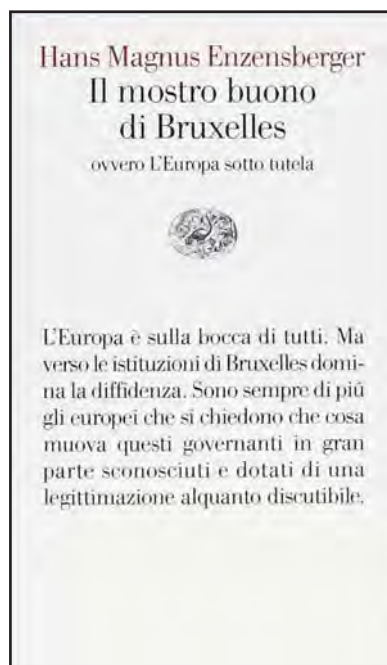 Hans Magnus Enzensberger
Il mostro buono
di Bruxelles
ovvero L'Europa sotto tutela
L'Europa è sulla bocca di tutti. Ma
verso le istituzioni di Bruxelles domi-
na la diffidenza. Sono sempre di piú
gli europei che si chiedono che cosa
muova questi governanti in gran
parte sconosciuti e dotati di una
legittimazione alquanto discutibile.